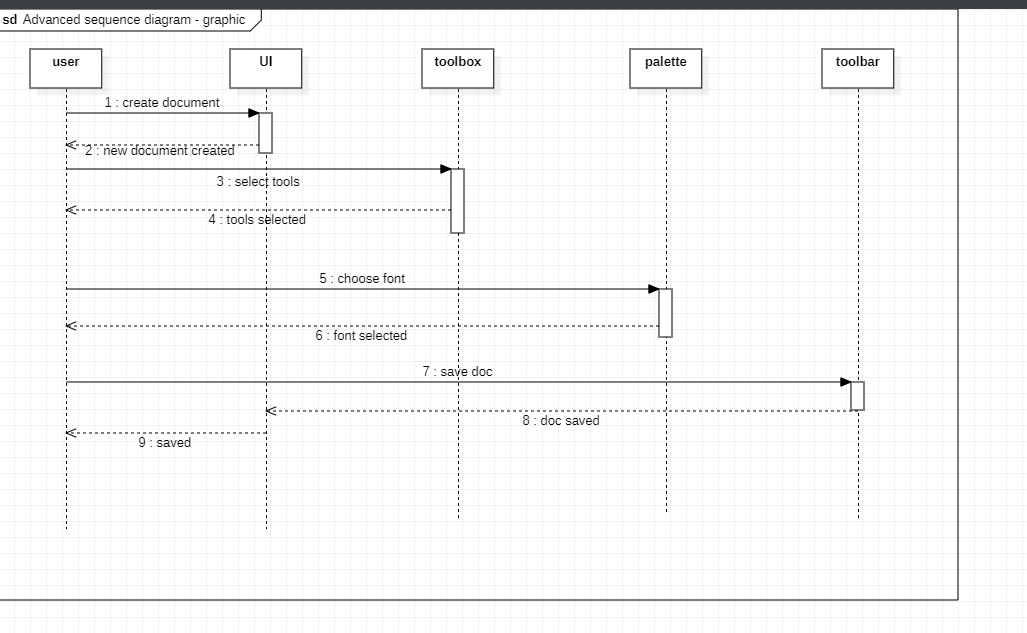 sd Advanced sequence diagram - graphic
user
UI
toolbox
palette
toolbar
1 : create document
2 : new document created
3 : select tools
4 : tools selected
5 : choose font
6 : font selected
7 : save doc
8 : doc saved
9 : saved